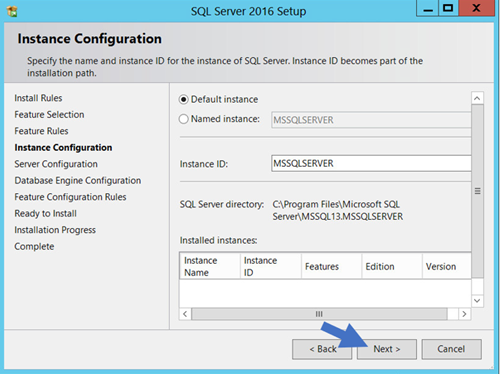 SQL Server 2016 Setup
Instance Configuration
Specify the name and instance ID for the instance of SQL Server. Instance ID becomes part of the
installation path.
Install Rules
Feature Selection
Feature Rules
Instance Configuration
Server Configuration
Database Engine Configuration
Feature Configuration Rules
Ready to Install
Installation Progress
Complete
Default instance
Named instance: MSSQLSERVER
Instance ID: MSSQLSERVER
SQL Server directory: C:\Program Files\Microsoft SQL
Server\MSSQL13.MSSQLSERVER
Installed instances:
Instance Name Instance ID Features Edition Version
< Back Next > Cancel